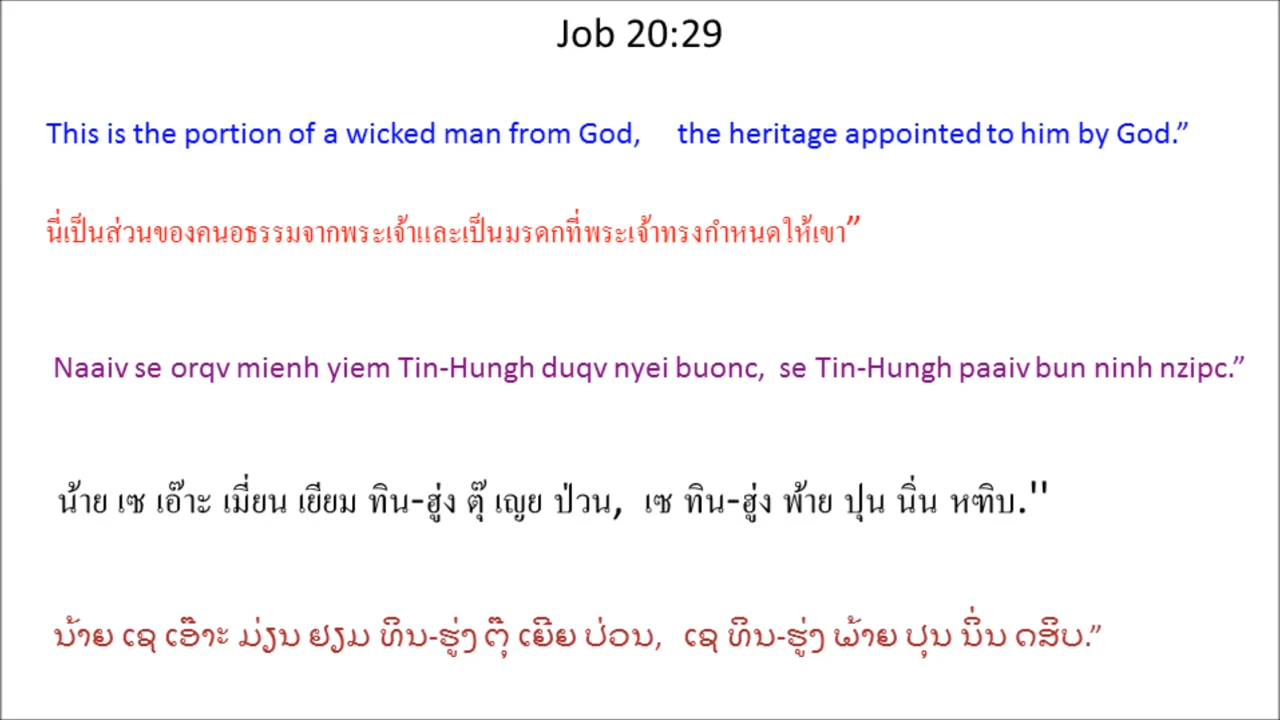 Job 20:29
This is the portion of a wicked man from God, the heritage appointed to him by God.”
นี่เป็นส่วนของคนอธรรมจากพระเจ้าและเป็นมรดกที่พระเจ้าทรงกำหนดให้เขา”
Naaiv se orqv mienh yiem Tin-Hungh duqv nyei buonc, se Tin-Hungh paaiv bun ninh nzipc.”
น้าย เซ เอ๊าะ เมี่ยน เยียม ทิน-ฮู่ง ตุ๊ เญย ป่วน, เซ ทิน-ฮู่ง พ้าย ปุน นิ่น หฑิบ."
ນ້າຍ ເຊ ເອ໊າະ ມ່ຽນ ຢຽມ ທິນ-ຮູ່ງ ຕຸ໊ ເຍີຍ ປ່ວນ, ເຊ ທິນ-ຮູ່ງ ພ້າຍ ປຸນ ນິ່ນ ດສິບ.”